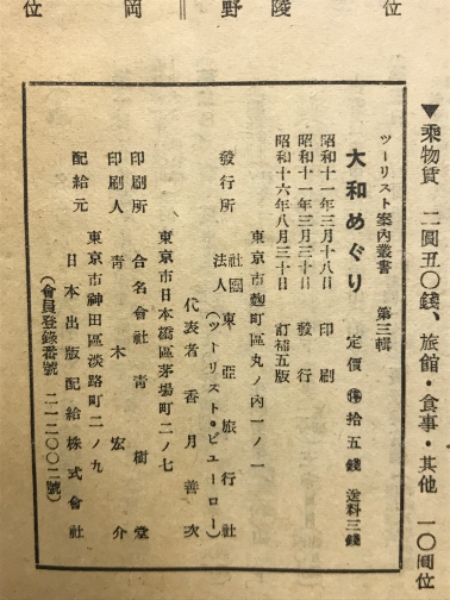 位　陵　野　岡　位
▼乘物賃　二圓五〇錢、旅館・食事・其他　一〇圓位
ツーリスト案內叢書　第三輯
大和めぐり　定價　㊕拾五錢　送料三錢
昭和十一年三月十八日　印刷
昭和十一年三月三十日　發行
昭和十六年八月三十日　訂補五版
東京市麴町區丸ノ內一ノ一
發行所　社團法人　東亞旅行社
（ツーリスト・ビューロー）
代表者　香月善次
東京市日本橋區茅場町二ノ七
印刷所　合名會社靑樹堂
印刷人　靑木宏介
東京市神田區淡路町二ノ九
配給元　日本出版配給株式會社
（會員登錄番號　二一二〇〇二號）